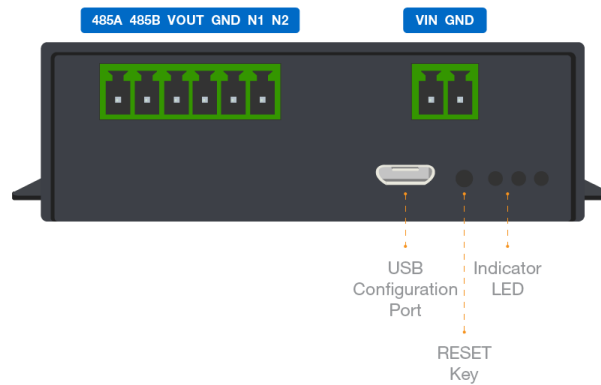 485A 485B VOUT GND N1 N2
VIN GND
USB
Configuration
Port
Indicator
LED
RESET
Key